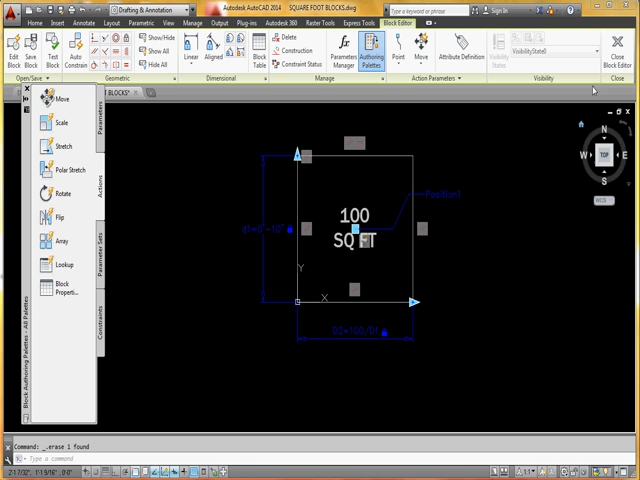 Drafting & Annotation
Autodesk AutoCAD 2014 SQUARE FOOT BLOCKS.dwg
Sign In
Home Insert Annotate Layout Parametric View Manage Output Plug-ins Autodesk 360 Raster Tools Express Tools Block Editor
Edit Block
Save Block
Test Block
Auto Constrain
Show/Hide
Show All
Hide All
Linear
Aligned
Block Table
Delete
Construction
Constraint Status
Parameters Manager
Authoring Palettes
Point
Move
Attribute Definition
Visibility States
VisibilityState0
Close Block Editor
Open/Save
Geometric
Dimensional
Manage
Action Parameters
Visibility
Close
T BLOCKS*
Move
Scale
Stretch
Polar Stretch
Rotate
Flip
Array
Lookup
Block Properti...
Parameters
Actions
Parameter Sets
Constraints
Block Authoring Palettes - All Palettes
Position1
100
SQ FT
D2=100/D1
Y
X
N
W
TOP
E
S
WCS
Command: _.erase 1 found
Type a command
1:1